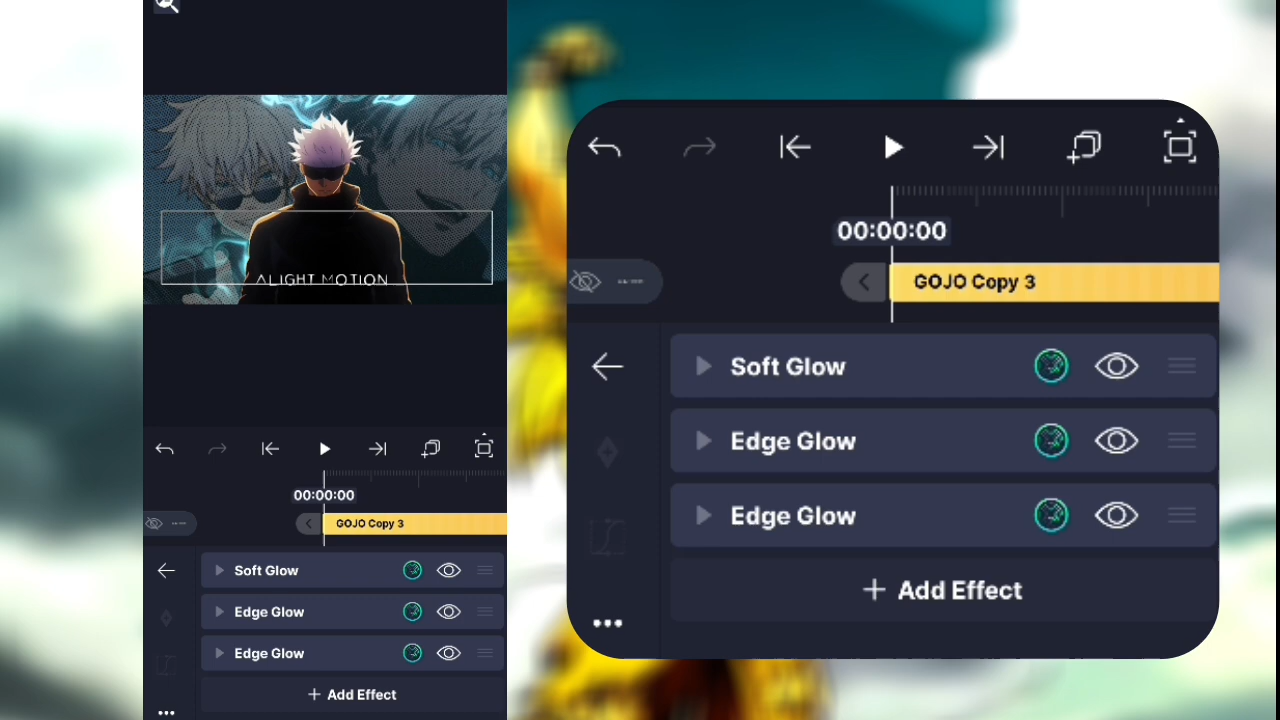 ALIGHT MOTION
00:00:00
GOJO Copy 3
Soft Glow
Edge Glow
Edge Glow
+ Add Effect
00:00:00
GOJO Copy 3
Soft Glow
Edge Glow
Edge Glow
+ Add Effect